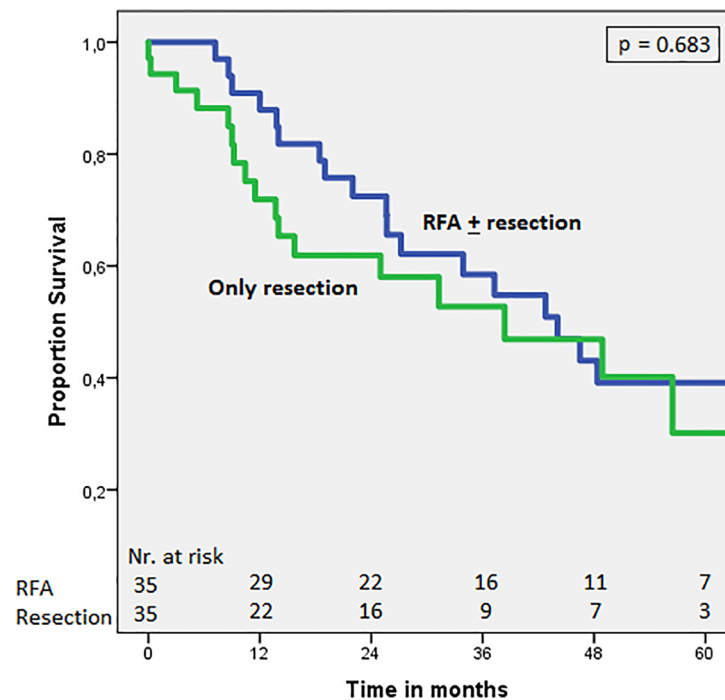 p = 0.683
1,0
0,8
0,6
0,4
0,2
Proportion Survival
RFA ± resection
Only resection
Nr. at risk
RFA 35 29 22 16 11 7
Resection 35 22 16 9 7 3
0 12 24 36 48 60
Time in months